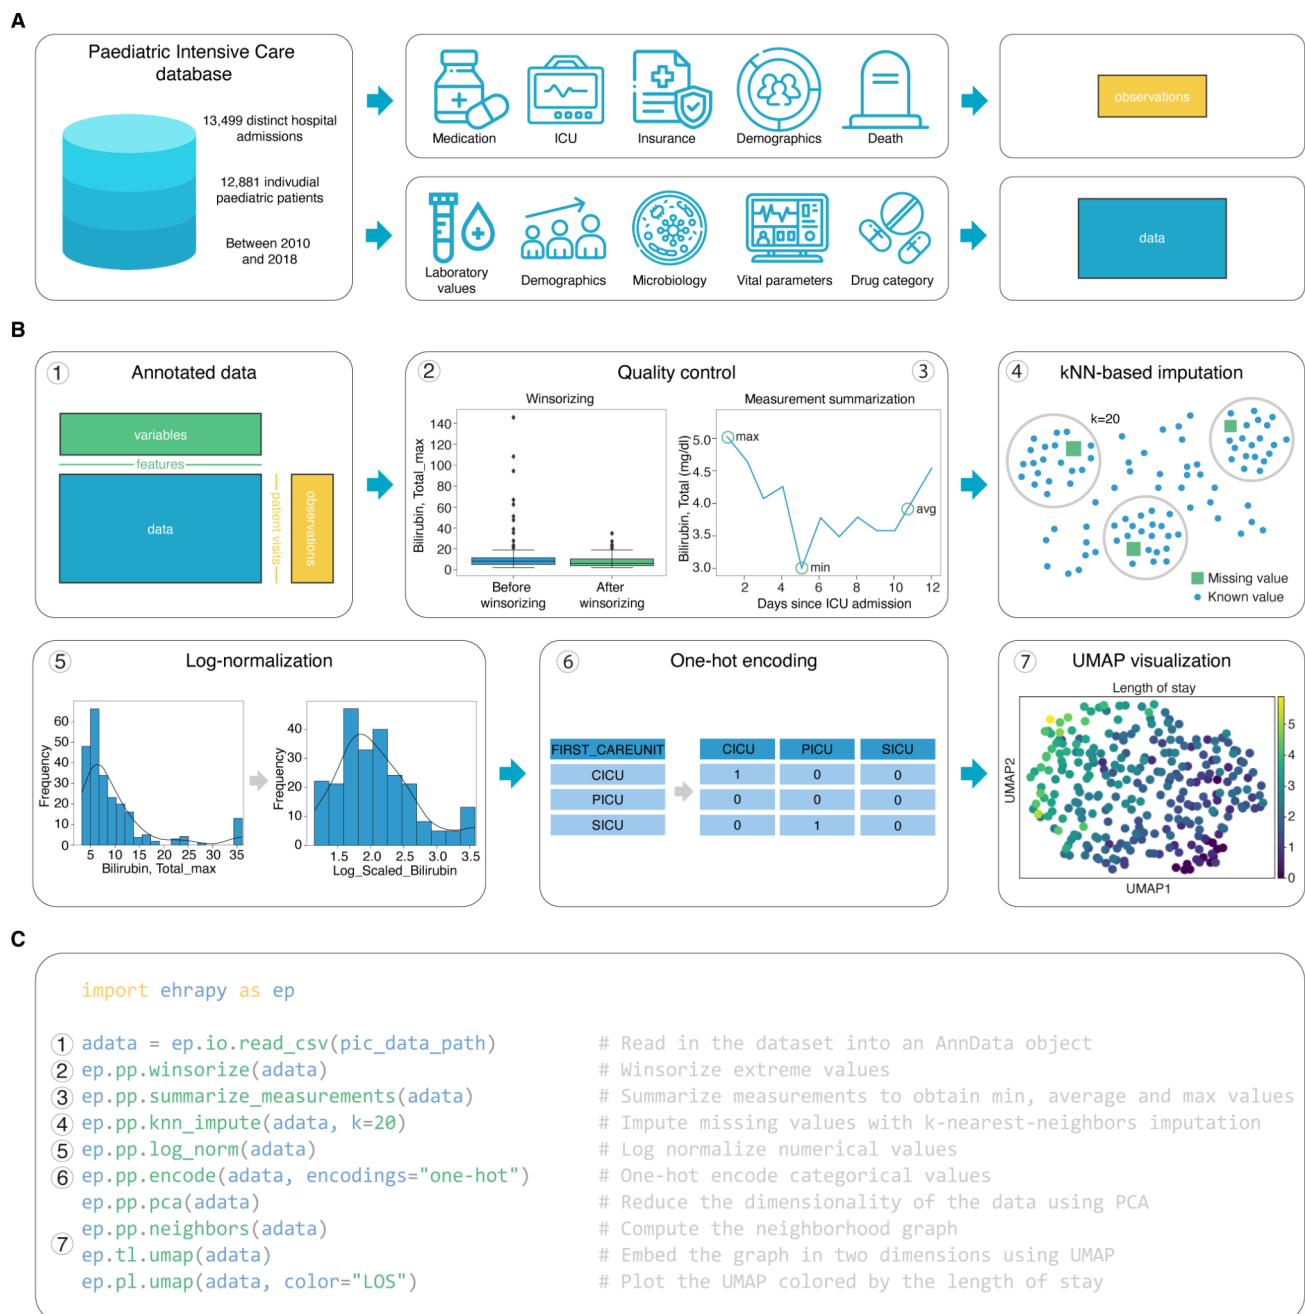 A
Paediatric Intensive Care
database
13,499 distinct hospital
admissions
12,881 indivudial
paediatric patients
Between 2010
and 2018
Medication
ICU
Insurance
Demographics
Death
observations
Laboratory
values
Demographics
Microbiology
Vital parameters
Drug category
data
B
1
Annotated data
variables
features
data
patient visits
observations
2
Quality control
3
Winsorizing
Bilirubin, Total_max
140
120
100
80
60
40
20
0
Before
winsorizing
After
winsorizing
Measurement summarization
Bilirubin, Total (mg/dl)
5.0
4.5
4.0
3.5
3.0
max
min
avg
2
4
6
8
10
12
Days since ICU admission
4
kNN-based imputation
k=20
Missing value
Known value
5
Log-normalization
Frequency
60
50
40
30
20
10
0
5
10
15
20
25
30
35
Bilirubin, Total_max
Frequency
40
30
20
10
0
1.5
2.0
2.5
3.0
3.5
Log_Scaled_Bilirubin
6
One-hot encoding
FIRST_CAREUNIT
CICU
PICU
SICU
CICU PICU SICU
1 0 0
0 0 0
0 1 0
7
UMAP visualization
Length of stay
UMAP2
UMAP1
5
4
3
2
1
0
C
import ehrapy as ep
1 adata = ep.io.read_csv(pic_data_path) # Read in the dataset into an AnnData object
2 ep.pp.winsorize(adata) # Winsorize extreme values
3 ep.pp.summarize_measurements(adata) # Summarize measurements to obtain min, average and max values
4 ep.pp.knn_impute(adata, k=20) # Impute missing values with k-nearest-neighbors imputation
5 ep.pp.log_norm(adata) # Log normalize numerical values
6 ep.pp.encode(adata, encodings="one-hot") # One-hot encode categorical values
ep.pp.pca(adata) # Reduce the dimensionality of the data using PCA
ep.pp.neighbors(adata) # Compute the neighborhood graph
7
ep.tl.umap(adata) # Embed the graph in two dimensions using UMAP
ep.pl.umap(adata, color="LOS") # Plot the UMAP colored by the length of stay